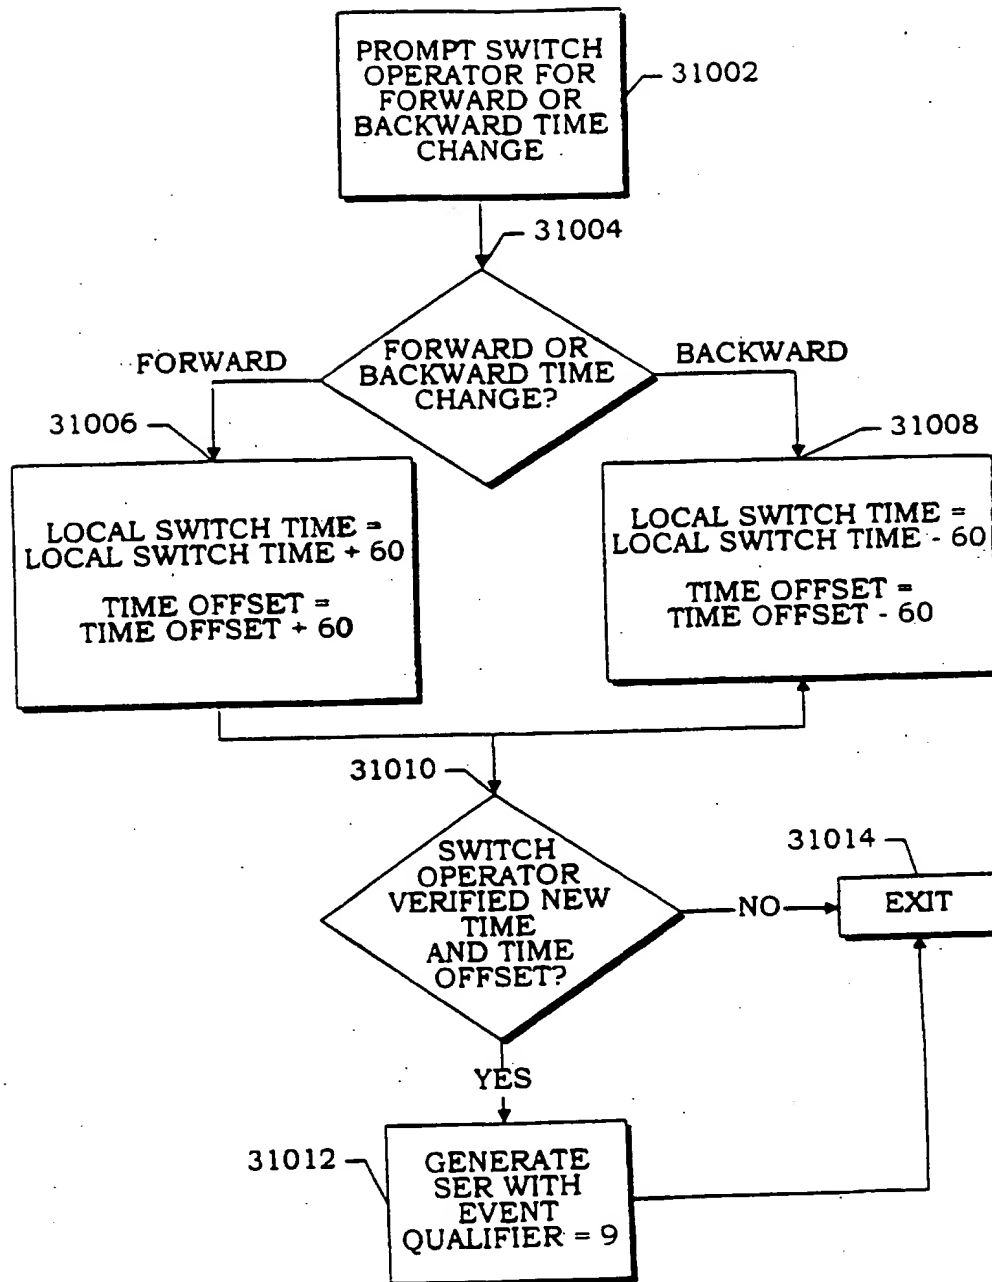 PROMPT SWITCH
OPERATOR FOR
FORWARD OR
BACKWARD TIME
CHANGE
31002
31004
FORWARD OR
BACKWARD TIME
CHANGE?
FORWARD
BACKWARD
31006
LOCAL SWITCH TIME =
LOCAL SWITCH TIME + 60
TIME OFFSET =
TIME OFFSET + 60
31008
LOCAL SWITCH TIME =
LOCAL SWITCH TIME - 60
TIME OFFSET =
TIME OFFSET - 60
31010
SWITCH
OPERATOR
VERIFIED NEW
TIME
AND TIME
OFFSET?
NO
31014
EXIT
YES
31012
GENERATE
SER WITH
EVENT
QUALIFIER = 9